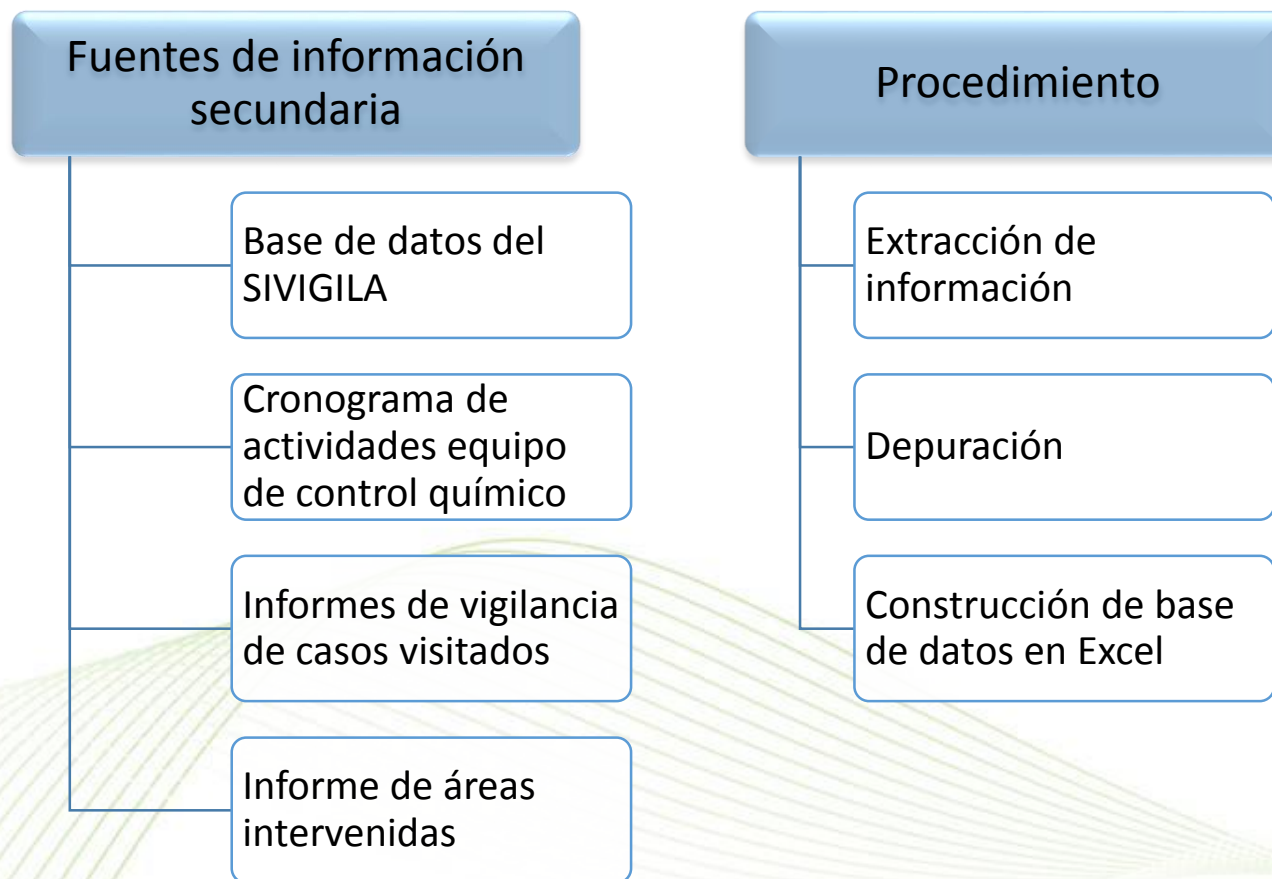 Fuentes de información
secundaria
Base de datos del
SIVIGILA
Cronograma de
actividades equipo
de control químico
Informes de vigilancia
de casos visitados
Informe de áreas
intervenidas
Procedimiento
Extracción de
información
Depuración
Construcción de base
de datos en Excel